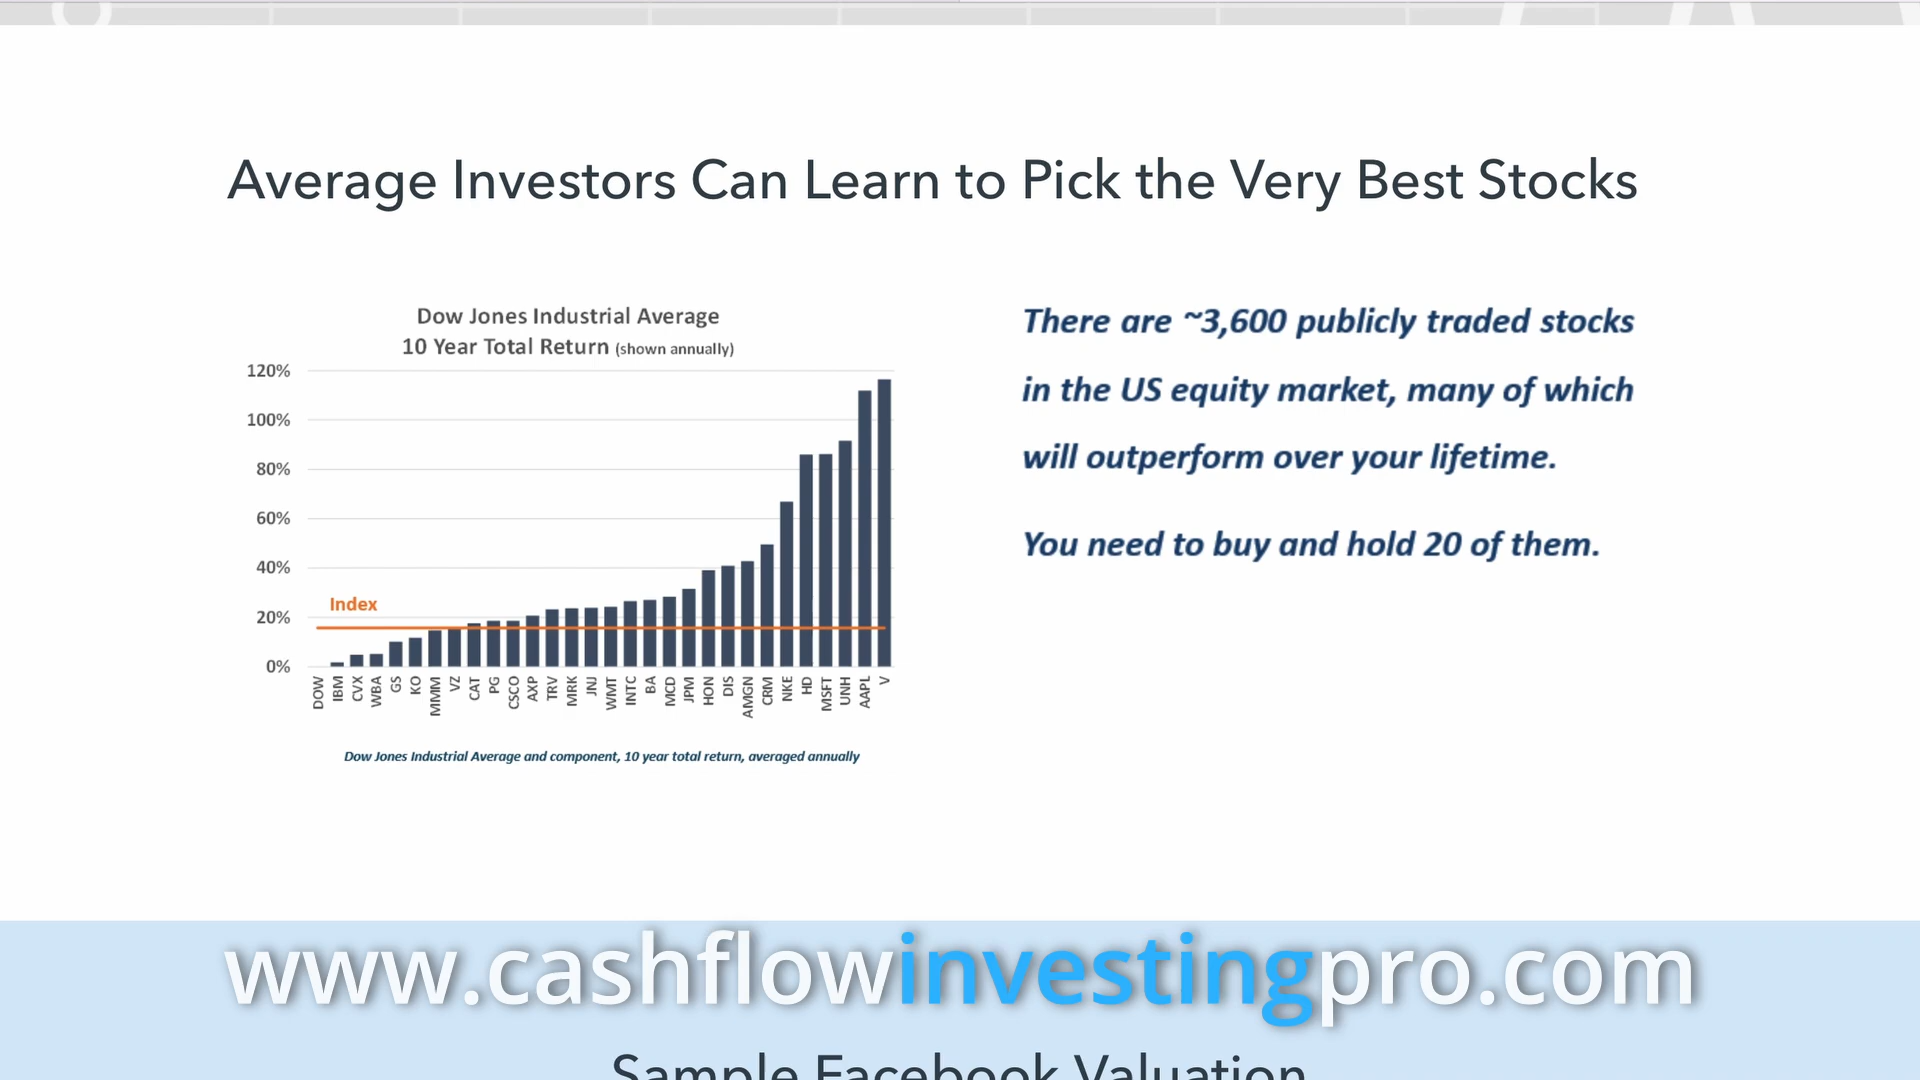 Average Investors Can Learn to Pick the Very Best Stocks
Dow Jones Industrial Average
10 Year Total Return (shown annually)
120%
100%
80%
60%
40%
20%
0%
Index
DOW IBM CVX WBA GS KO MMM VZ CAT PG CSCO AXP TRV MRK JNJ WMT INTC BA MCD JPM HON DIS AMGN CRM NKE HD MSFT UNH AAPL V
Dow Jones Industrial Average and component, 10 year total return, averaged annually
There are ~3,600 publicly traded stocks
in the US equity market, many of which
will outperform over your lifetime.
You need to buy and hold 20 of them.
www.cashflowinvestingpro.com
Sample Facebook Valuation